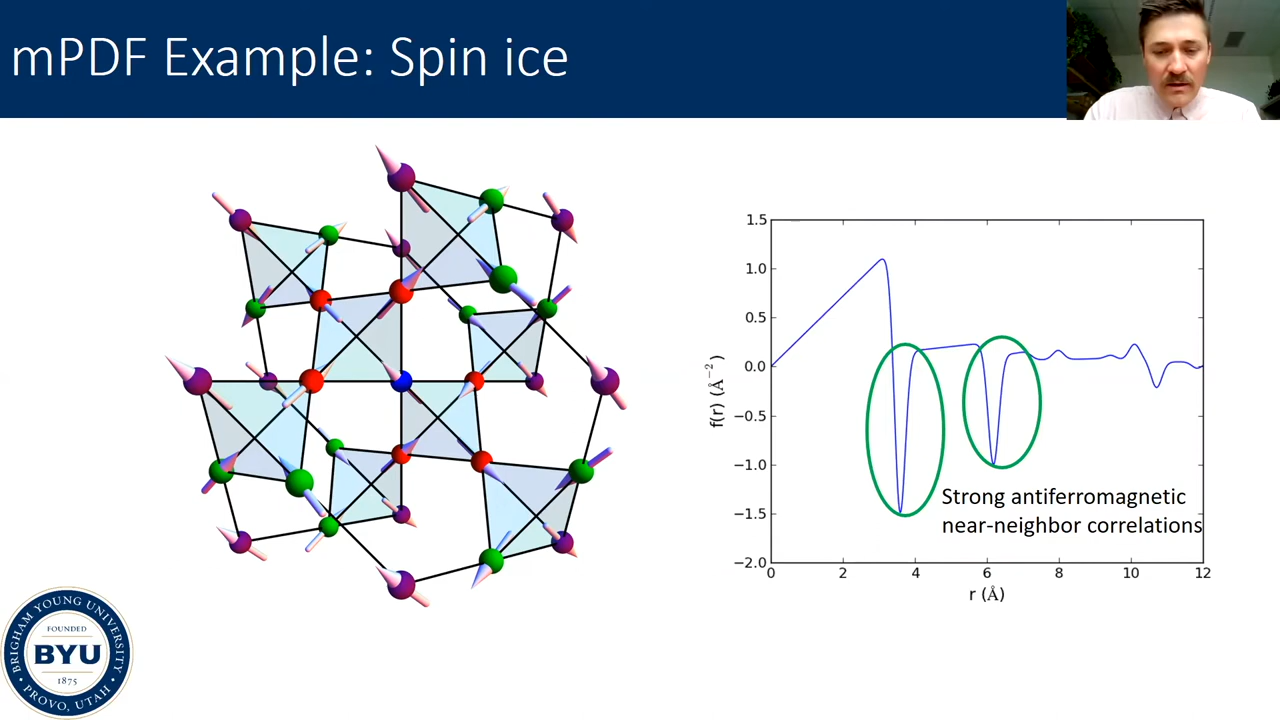 mPDF Example: Spin ice
1.5
1.0
0.5
0.0
−0.5
−1.0
−1.5
−2.0
f(r) (Å⁻²)
0 2 4 6 8 10 12
r (Å)
Strong antiferromagnetic
near-neighbor correlations
BRIGHAM YOUNG UNIVERSITY
FOUNDED
BYU
1875
PROVO, UTAH